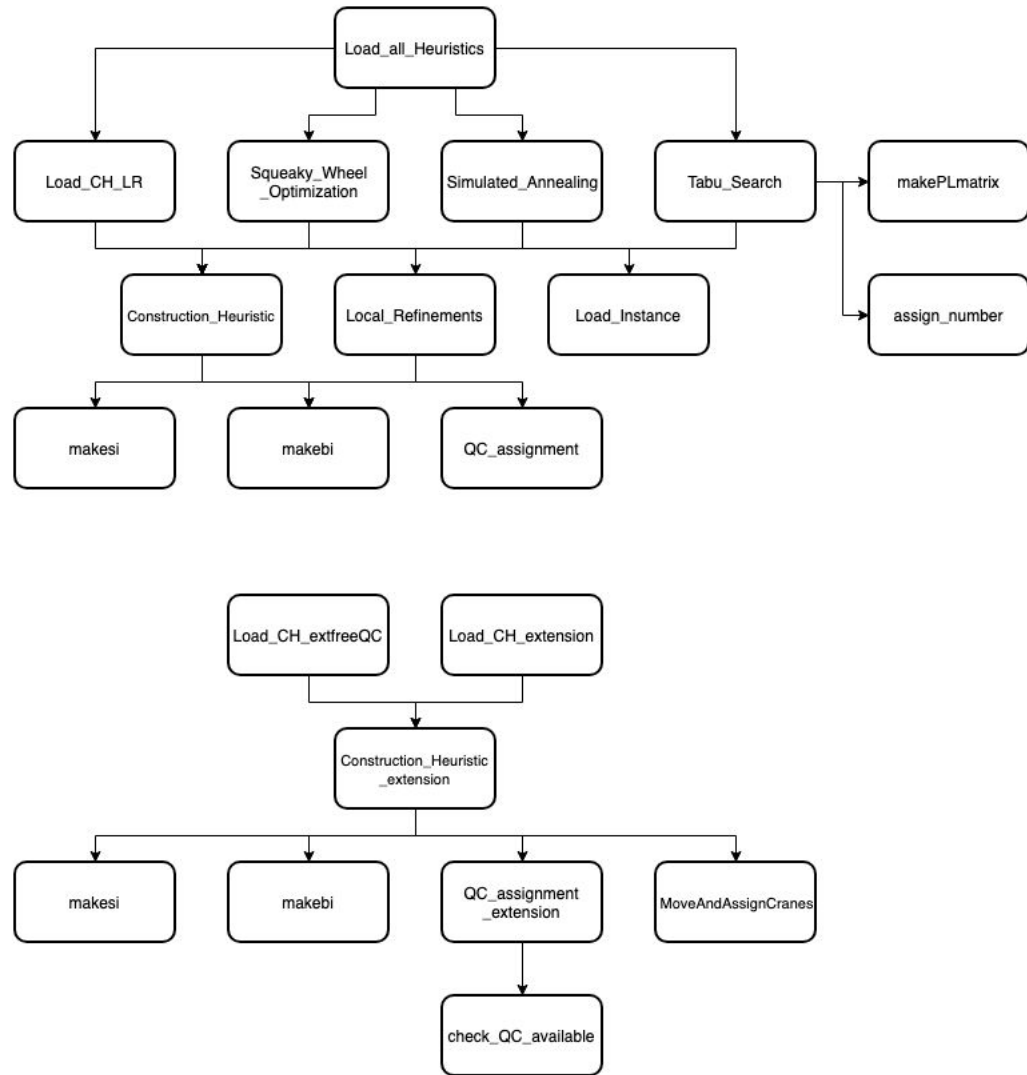 Load_all_Heuristics
Load_CH_LR
Squeaky_Wheel
_Optimization
Simulated_Annealing
Tabu_Search
makePLmatrix
Construction_Heuristic
Local_Refinements
Load_Instance
assign_number
makesi
makebi
QC_assignment
Load_CH_extfreeQC
Load_CH_extension
Construction_Heuristic
_extension
makesi
makebi
QC_assignment
_extension
MoveAndAssignCranes
check_QC_available